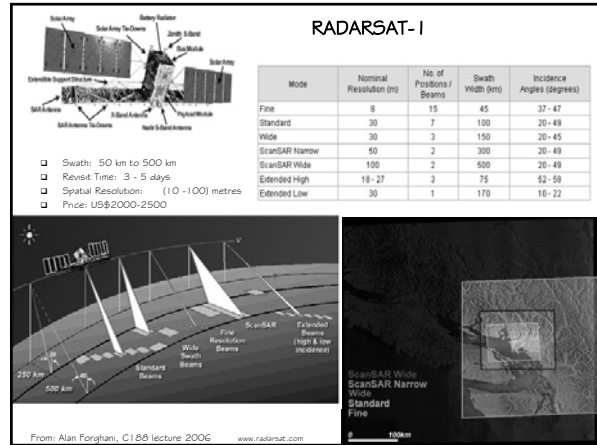 RADARSAT-1
Solar Array
Solar Array Tie-Downs
Battery Radiator
Zenith S-Band
Bus Module
Solar Array
Extendible Support Structure
SAR Antenna
SAR Antenna Tie-Downs
X-Band Antenna
Nadir S-Band Antenna
Payload Module
Mode Nominal Resolution (m) No. of Positions / Beams Swath Width (km) Incidence Angles (degrees)
Fine 8 15 45 37 - 47
Standard 30 7 100 20 - 49
Wide 30 3 150 20 - 45
ScanSAR Narrow 50 2 300 20 - 49
ScanSAR Wide 100 2 500 20 - 49
Extended High 18 - 27 3 75 52 - 58
Extended Low 30 1 170 10 - 22
Swath: 50 km to 500 km
Revisit Time: 3 - 5 days
Spatial Resolution: (10 -100) metres
Price: US$2000-2500
250 km
500 km
Standard Beams
Wide Swath Beams
Fine Resolution Beams
ScanSAR
Extended Beams (high & low incidence)
ScanSAR Wide
ScanSAR Narrow
Wide
Standard
Fine
0 100km
From: Alan Forghani, C188 lecture 2006
www.radarsat.com